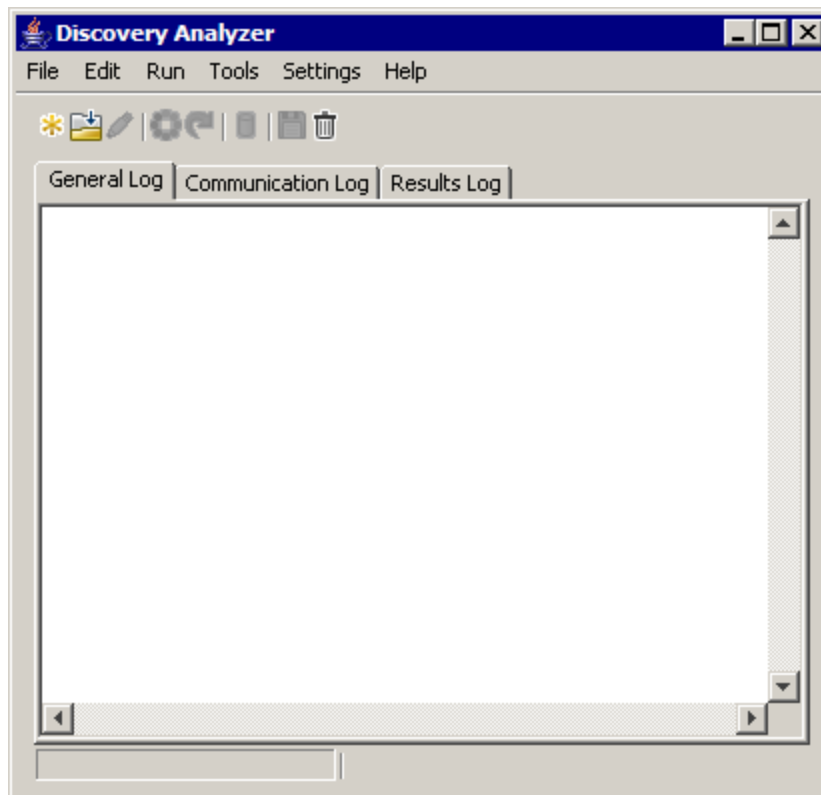 Discovery Analyzer
File Edit Run Tools Settings Help
General Log Communication Log Results Log